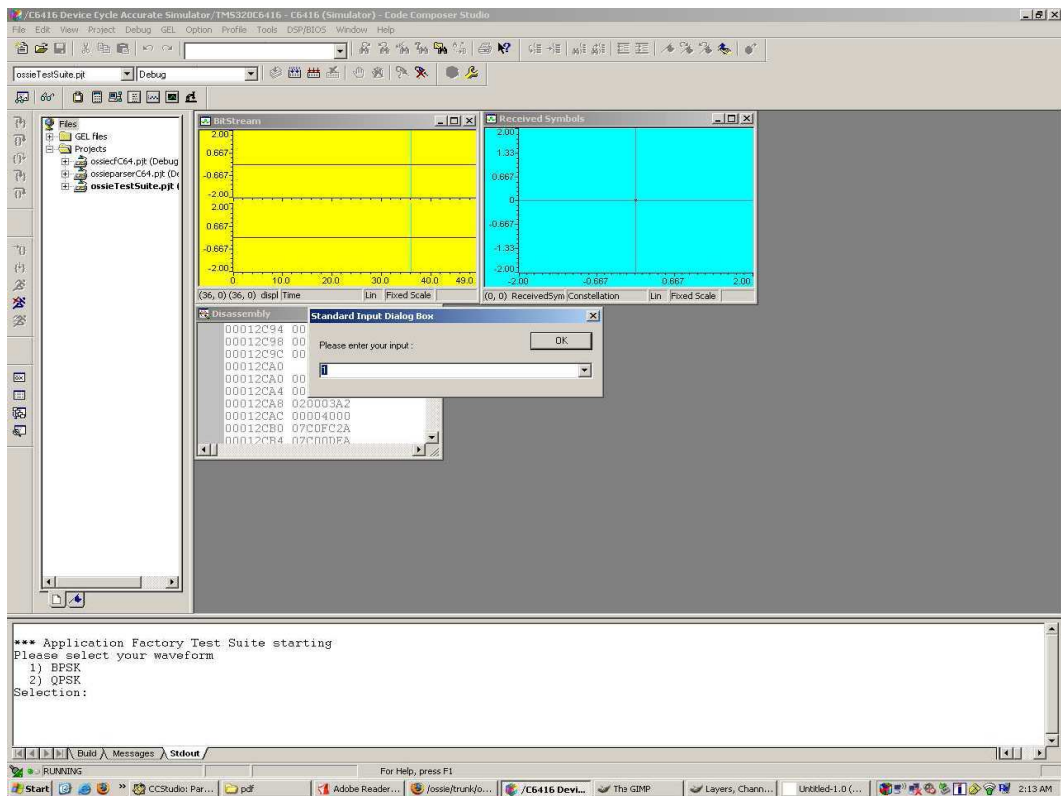 /C6416 Device Cycle Accurate Simulator/TMS320C6416 - C6416 (Simulator) - Code Composer Studio
File Edit View Project Debug GEL Option Profile Tools DSP/BIOS Window Help
ossieTestSuite.pjt Debug
Files
GEL files
Projects
ossiecfC64.pjt (Debug
ossieparserC64.pjt (De
ossieTestSuite.pjt (
BitStream
2.00
0.667
-0.667
-2.00
2.00
0.667
-0.667
-2.00
0 10.0 20.0 30.0 40.0 49.0
(36, 0) (36, 0) displ Time Lin Fixed Scale
Received Symbols
2.00
1.33
0.667
0
-0.667
-1.33
-2.00
-2.00 -0.667 0.667 2.00
(0, 0) ReceivedSym Constellation Lin Fixed Scale
Disassembly
00012C94 00
00012C98 00
00012C9C 00
00012CA0
00012CA0 00
00012CA4 00
00012CA8 020003A2
00012CAC 00004000
00012CB0 07C0FC2A
00012CB4 07C00DEA
Standard Input Dialog Box
Please enter your input :
OK
1
*** Application Factory Test Suite starting
Please select your waveform
1) BPSK
2) QPSK
Selection:
Build Messages Stdout
RUNNING For Help, press F1
Start CCStudio: Par... pdf Adobe Reader... /ossie/trunk/o... /C6416 Devi... The GIMP Layers, Chann... Untitled-1.0 (... 2:13 AM